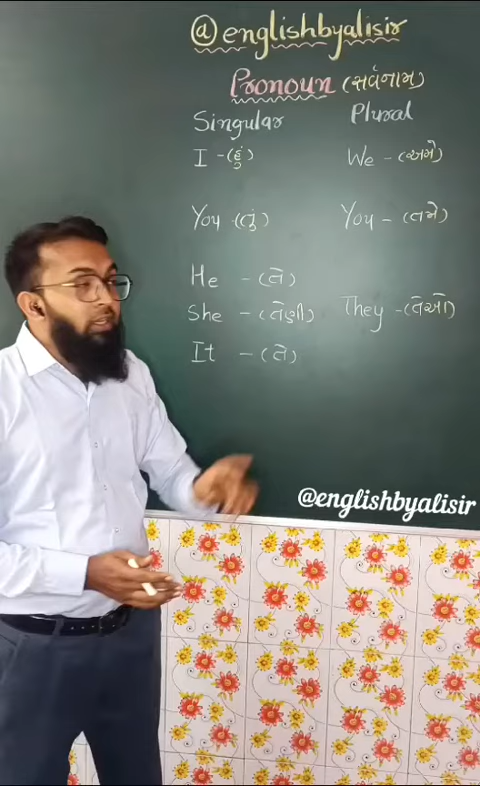 @englishbyalisir
Pronoun (સર્વનામ)
Singular Plural
I - (હું) We - (અમે)
You - (તું) You - (તમે)
He - (તે)
She - (તેણી) They - (તેઓ)
It - (તે)
@englishbyalisir